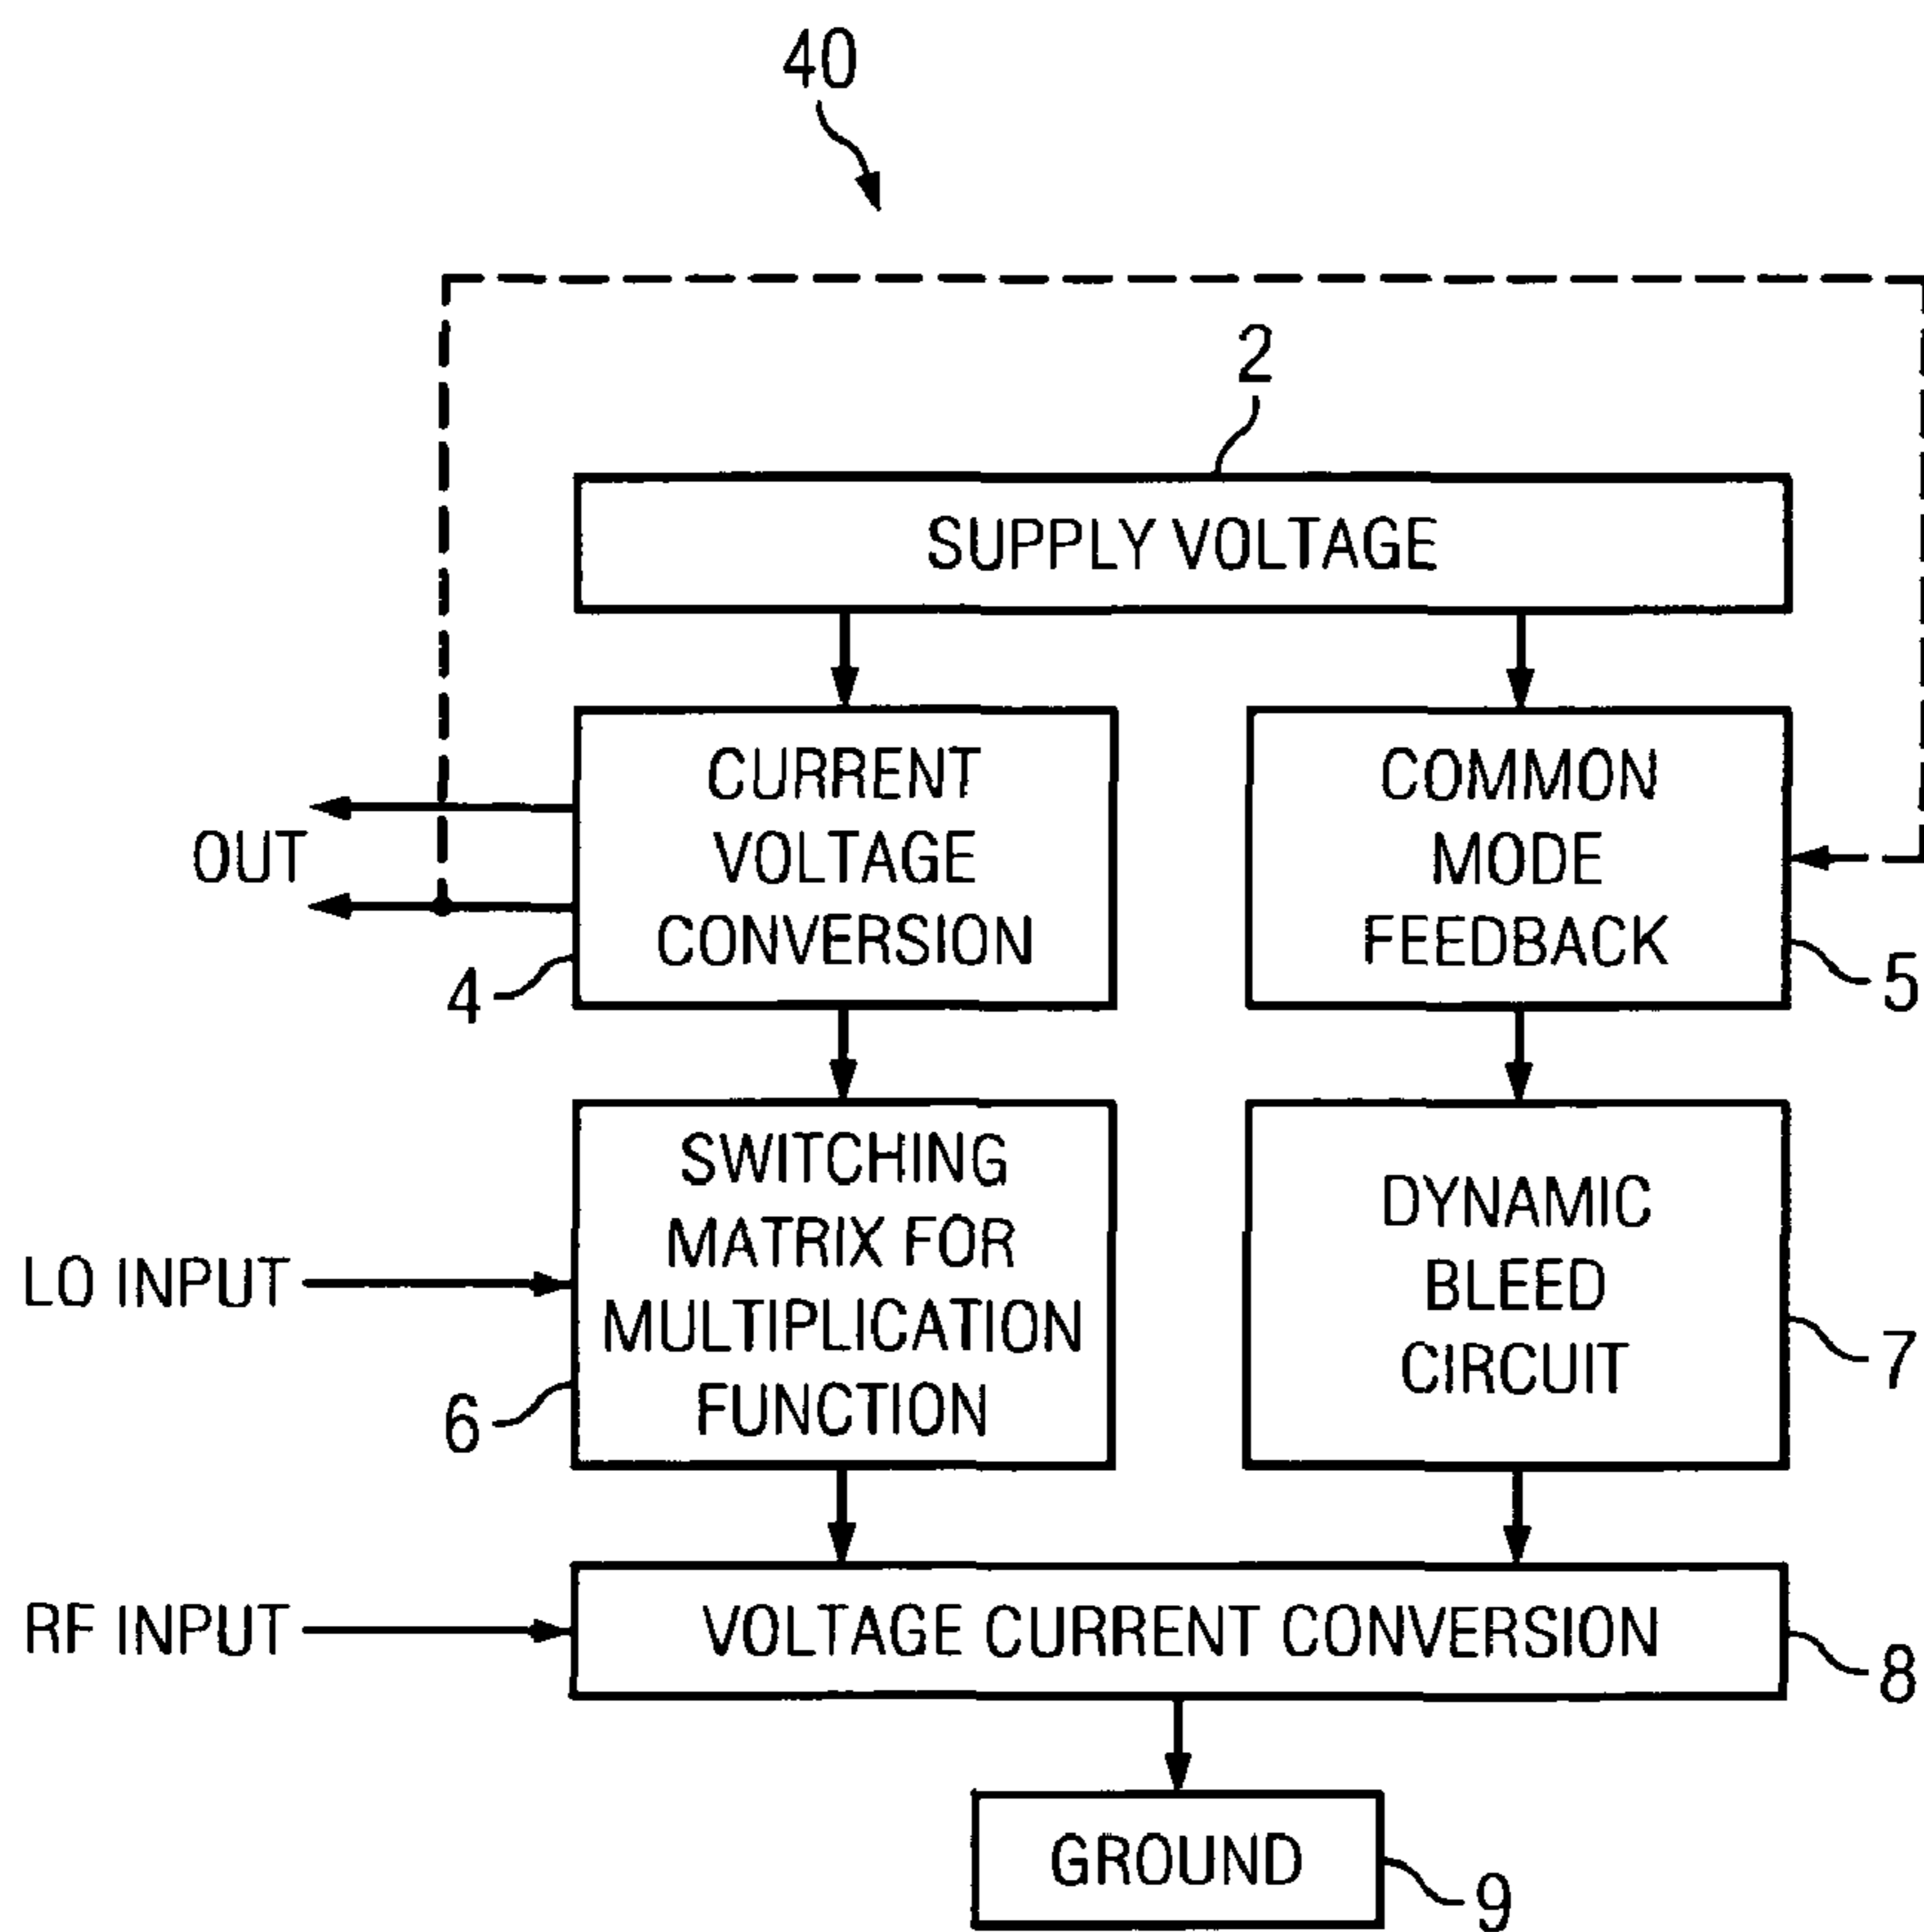 40
2
SUPPLY VOLTAGE
CURRENT
VOLTAGE
CONVERSION
COMMON
MODE
FEEDBACK
OUT
4
5
SWITCHING
MATRIX FOR
MULTIPLICATION
FUNCTION
DYNAMIC
BLEED
CIRCUIT
LO INPUT
6
7
RF INPUT
VOLTAGE CURRENT CONVERSION
8
GROUND
9